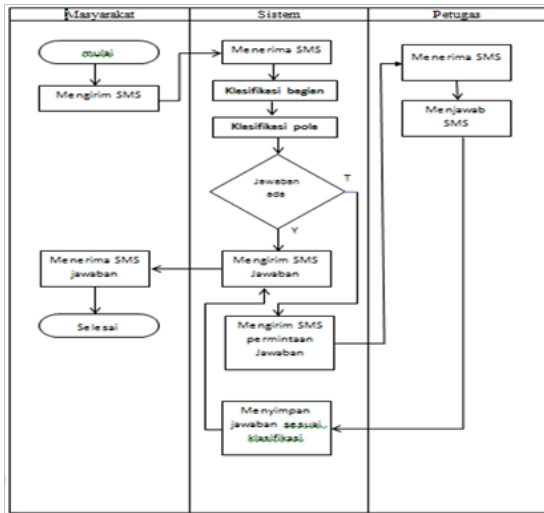 Masyarakat
Sistem
Petugas
mulai
Mengirim SMS
Menerima SMS
Klasifikasi bagian
Klasifikasi pola
Jawaban
ada
T
Y
Mengirim SMS
Jawaban
Menerima SMS
jawaban
Selesai
Mengirim SMS
permintaan
Jawaban
Menyimpan
jawaban sesuai
klasifikasi
Menerima SMS
Menjawab
SMS